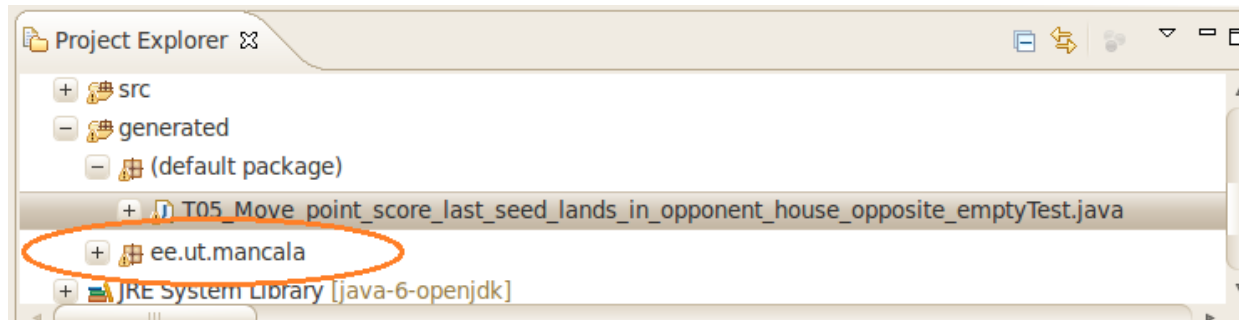 Project Explorer
src
generated
(default package)
T05_Move_point_score_last_seed_lands_in_opponent_house_opposite_emptyTest.java
ee.ut.mancala
JRE System Library [java-6-openjdk]